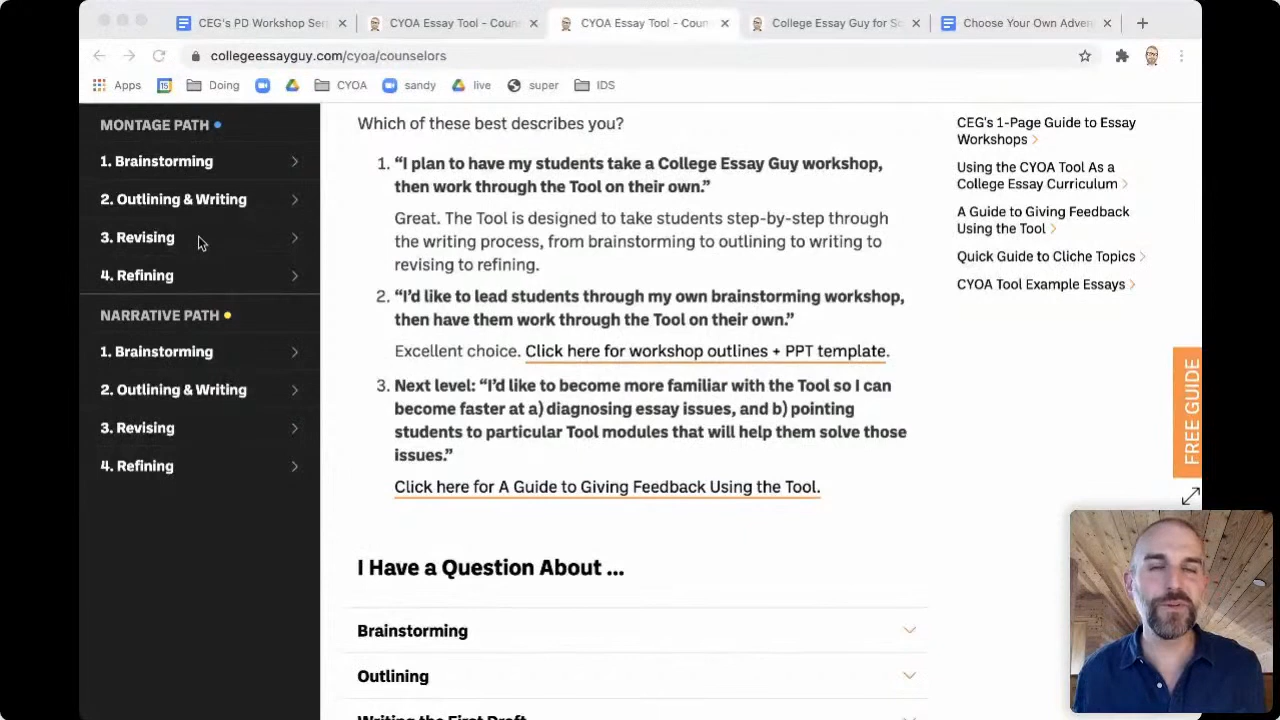 CEG's PD Workshop Ser
CYOA Essay Tool - Coun
CYOA Essay Tool - Coun
College Essay Guy for Sc
Choose Your Own Adven
collegeessayguy.com/cyoa/counselors
Apps
Doing
CYOA
sandy
live
super
IDS
MONTAGE PATH
1. Brainstorming
2. Outlining & Writing
3. Revising
4. Refining
NARRATIVE PATH
1. Brainstorming
2. Outlining & Writing
3. Revising
4. Refining
Which of these best describes you?
1. “I plan to have my students take a College Essay Guy workshop,
then work through the Tool on their own.”
Great. The Tool is designed to take students step-by-step through
the writing process, from brainstorming to outlining to writing to
revising to refining.
2. “I’d like to lead students through my own brainstorming workshop,
then have them work through the Tool on their own.”
Excellent choice. Click here for workshop outlines + PPT template.
3. Next level: “I’d like to become more familiar with the Tool so I can
become faster at a) diagnosing essay issues, and b) pointing
students to particular Tool modules that will help them solve those
issues.”
Click here for A Guide to Giving Feedback Using the Tool.
I Have a Question About ...
Brainstorming
Outlining
Writing the First Draft
CEG's 1-Page Guide to Essay
Workshops
Using the CYOA Tool As a
College Essay Curriculum
A Guide to Giving Feedback
Using the Tool
Quick Guide to Cliche Topics
CYOA Tool Example Essays
FREE GUIDE